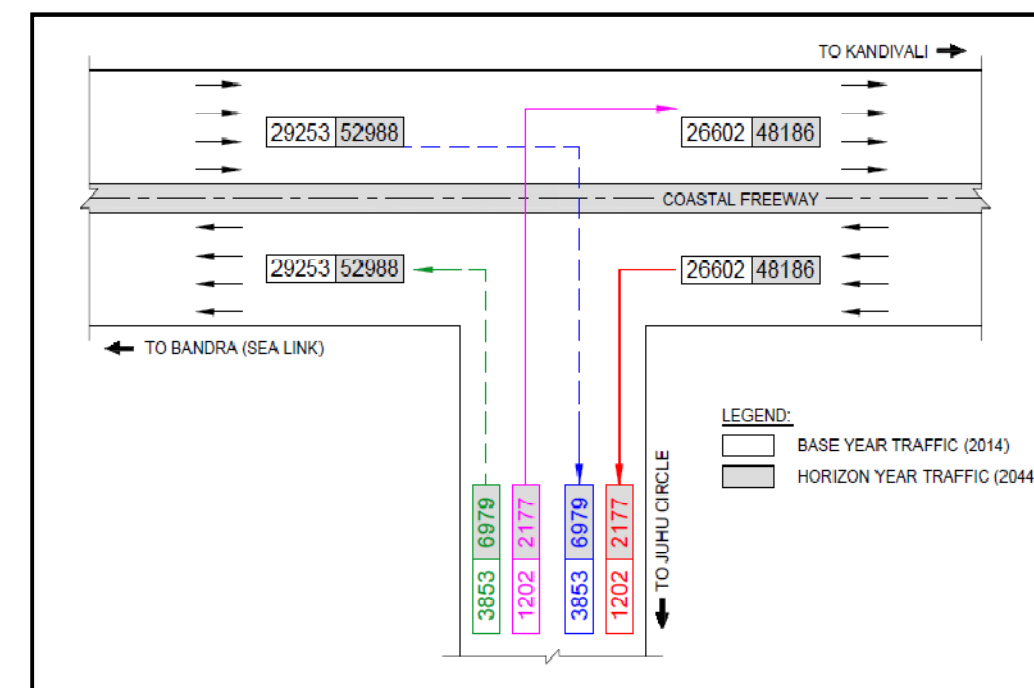 TO KANDIVALI
29253 52988
26602 48186
COASTAL FREEWAY
29253 52988
26602 48186
TO BANDRA (SEA LINK)
LEGEND:
BASE YEAR TRAFFIC (2014)
HORIZON YEAR TRAFFIC (2044
TO JUHU CIRCLE
3853 6979
1202 2177
3853 6979
1202 2177